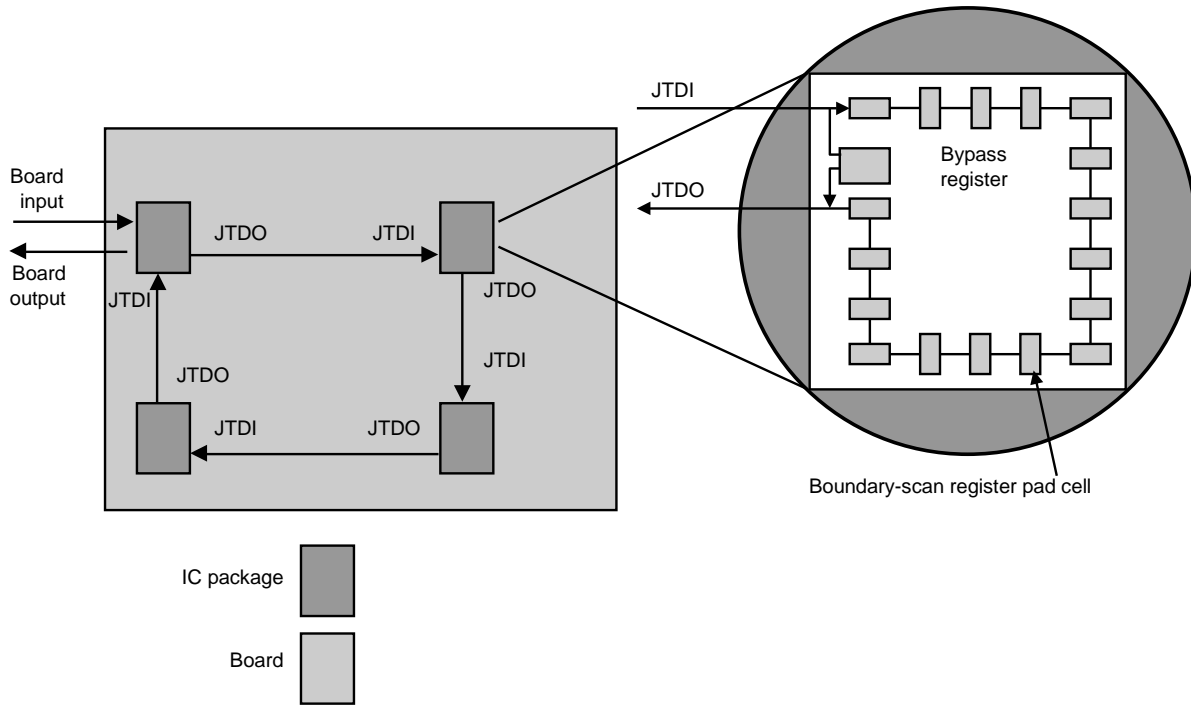 Board
input
Board
output
JTDO
JTDI
JTDO
JTDI
JTDI
JTDO
JTDI
JTDO
JTDI
JTDO
Bypass
register
Boundary-scan register pad cell
IC package
Board